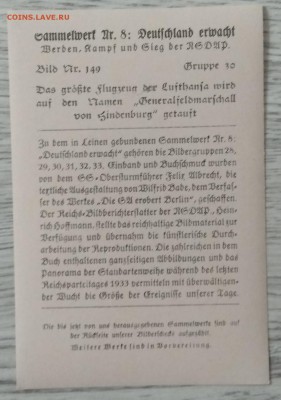 COINS.LAVE.RU
Sammelwerk Nr. 8: Deutschland erwacht
Werden, Kampf und Sieg der NSDAP.
Bild Nr. 149 Gruppe 30
Das größte Flugzeug der Lufthansa wird
auf den Namen „Generalfeldmarschall
von Hindenburg" getauft
Zu dem in Leinen gebundenen Sammelwerk Nr. 8:
„Deutschland erwacht" gehören die Bildergruppen 28,
29, 30, 31, 32, 33. Einband und Buchschmuck wurden
von dem SS-Obersturmführer Felix Albrecht, die
textliche Ausgestaltung von Wilfrid Bade, dem Verfas-
ser des Werkes „Die SA erobert Berlin", geschaffen.
Der Reichs-Bildberichterstatter der NSDAP., Hein-
rich Hoffmann, stellte das reichhaltige Bildmaterial zur
Verfügung und übernahm die künstlerische Durch-
arbeitung der Reproduktionen. Die zahlreichen in dem
Buch enthaltenen ganzseitigen Abbildungen und das
Panorama der Standartenweihe während des letzten
Reichsparteitages 1933 vermitteln mit überwältigen-
der Wucht die Größe der Ereignisse unserer Tage.
Die bis jetzt von uns herausgegebenen Sammelwerke sind auf
der Rückseite unserer Bilderschecks aufgeführt.
Weitere Werke sind in Vorbereitung.